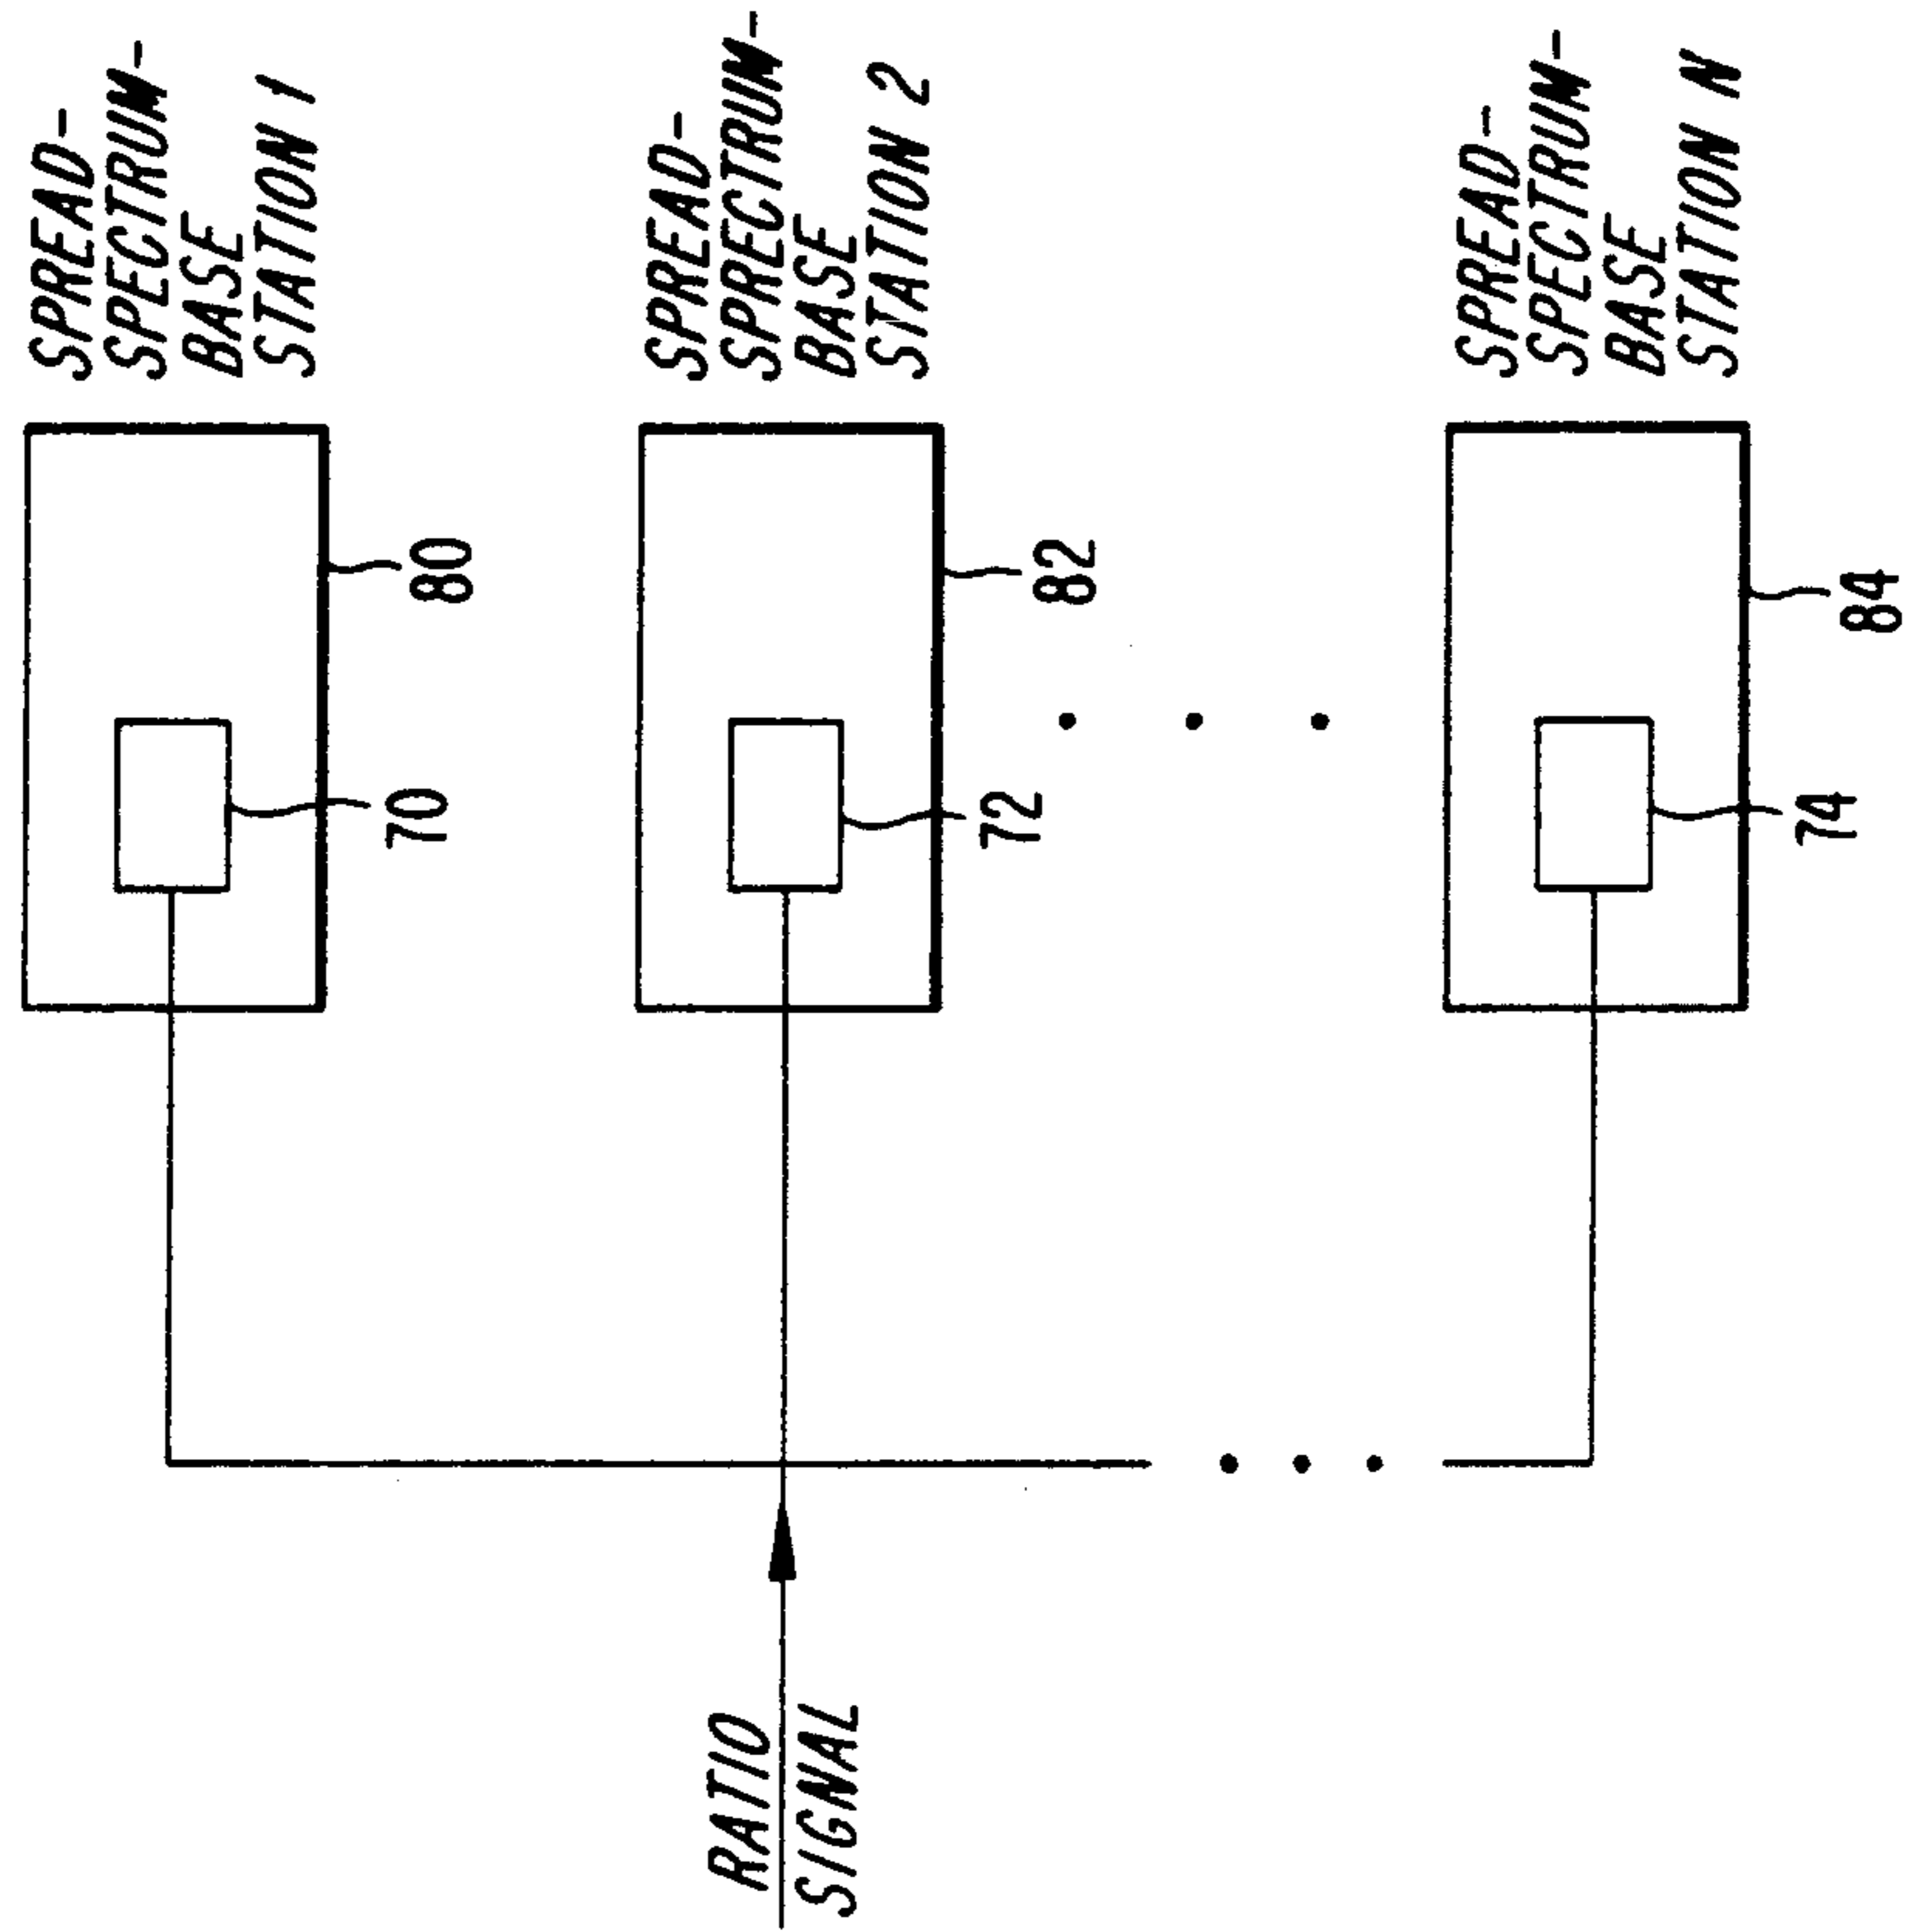 SPREAD-
SPECTRUM-
BASE
STATION 1
70
80
RATIO
SIGNAL
SPREAD-
SPRECTRUM-
BASE
STATION 2
72
82
SPREAD-
SPECTRUM-
BASE
STATION N
74
84